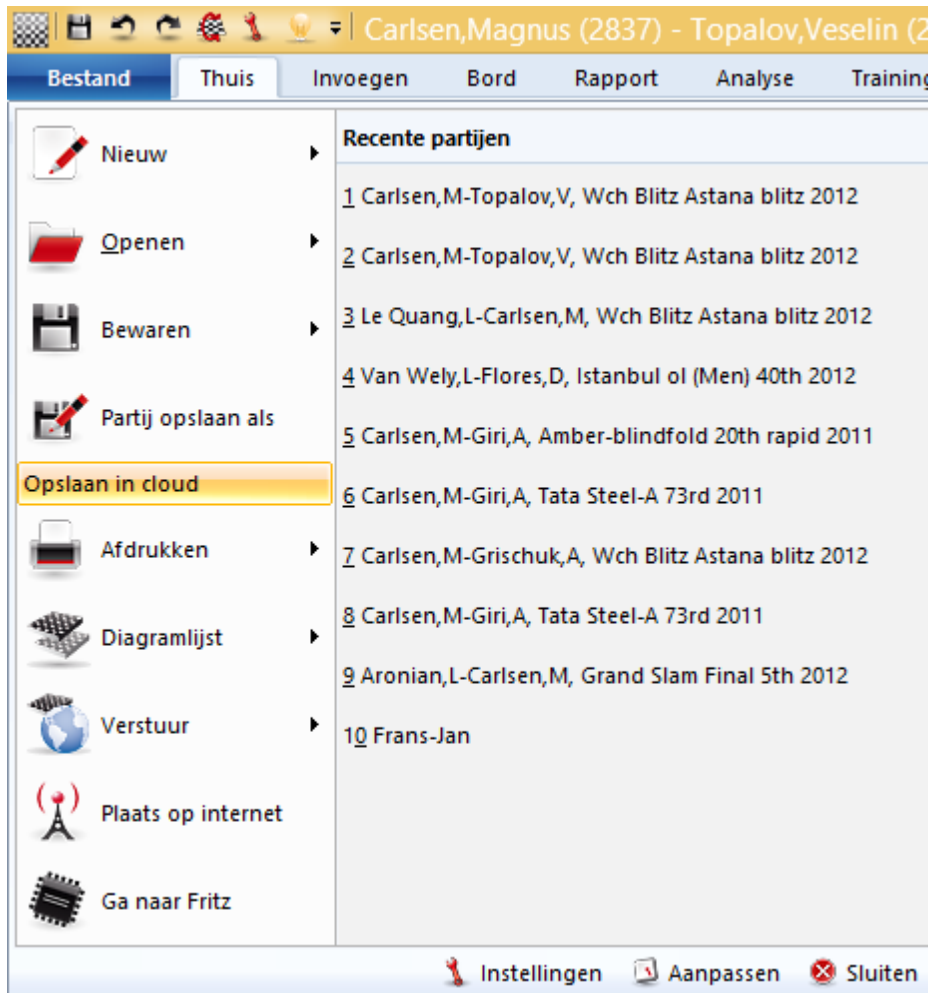 Carlsen,Magnus (2837) - Topalov,Veselin (2
Bestand Thuis Invoegen Bord Rapport Analyse Training
Nieuw
Openen
Bewaren
Partij opslaan als
Opslaan in cloud
Afdrukken
Diagramlijst
Verstuur
Plaats op internet
Ga naar Fritz
Recente partijen
1 Carlsen,M-Topalov,V, Wch Blitz Astana blitz 2012
2 Carlsen,M-Topalov,V, Wch Blitz Astana blitz 2012
3 Le Quang,L-Carlsen,M, Wch Blitz Astana blitz 2012
4 Van Wely,L-Flores,D, Istanbul ol (Men) 40th 2012
5 Carlsen,M-Giri,A, Amber-blindfold 20th rapid 2011
6 Carlsen,M-Giri,A, Tata Steel-A 73rd 2011
7 Carlsen,M-Grischuk,A, Wch Blitz Astana blitz 2012
8 Carlsen,M-Giri,A, Tata Steel-A 73rd 2011
9 Aronian,L-Carlsen,M, Grand Slam Final 5th 2012
10 Frans-Jan
Instellingen Aanpassen Sluiten